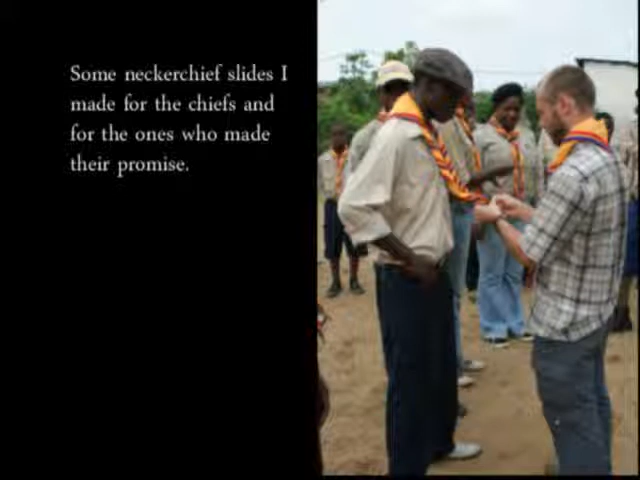 Some neckerchief slides I
made for the chiefs and
for the ones who made
their promise.